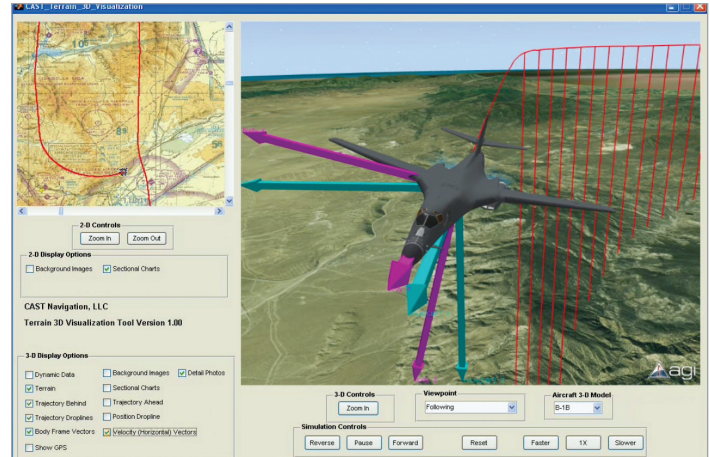 CAST_Terrain_3D_Visualization
10⁶
8⁸
5⁶
2-D Controls
Zoom In Zoom Out
2-D Display Options
Background Images Sectional Charts
CAST Navigation, LLC
Terrain 3D Visualization Tool Version 1.00
3-D Display Options
Dynamic Data Background Images Detail Photos
Terrain Sectional Charts
Trajectory Behind Trajectory Ahead
Trajectory Droplines Position Dropline
Body Frame Vectors Velocity (Horizontal) Vectors
Show GPS
agi
3-D Controls
Zoom In
Viewpoint
Following
Aircraft 3-D Model
B-1B
Simulation Controls
Reverse Pause Forward Reset Faster 1X Slower